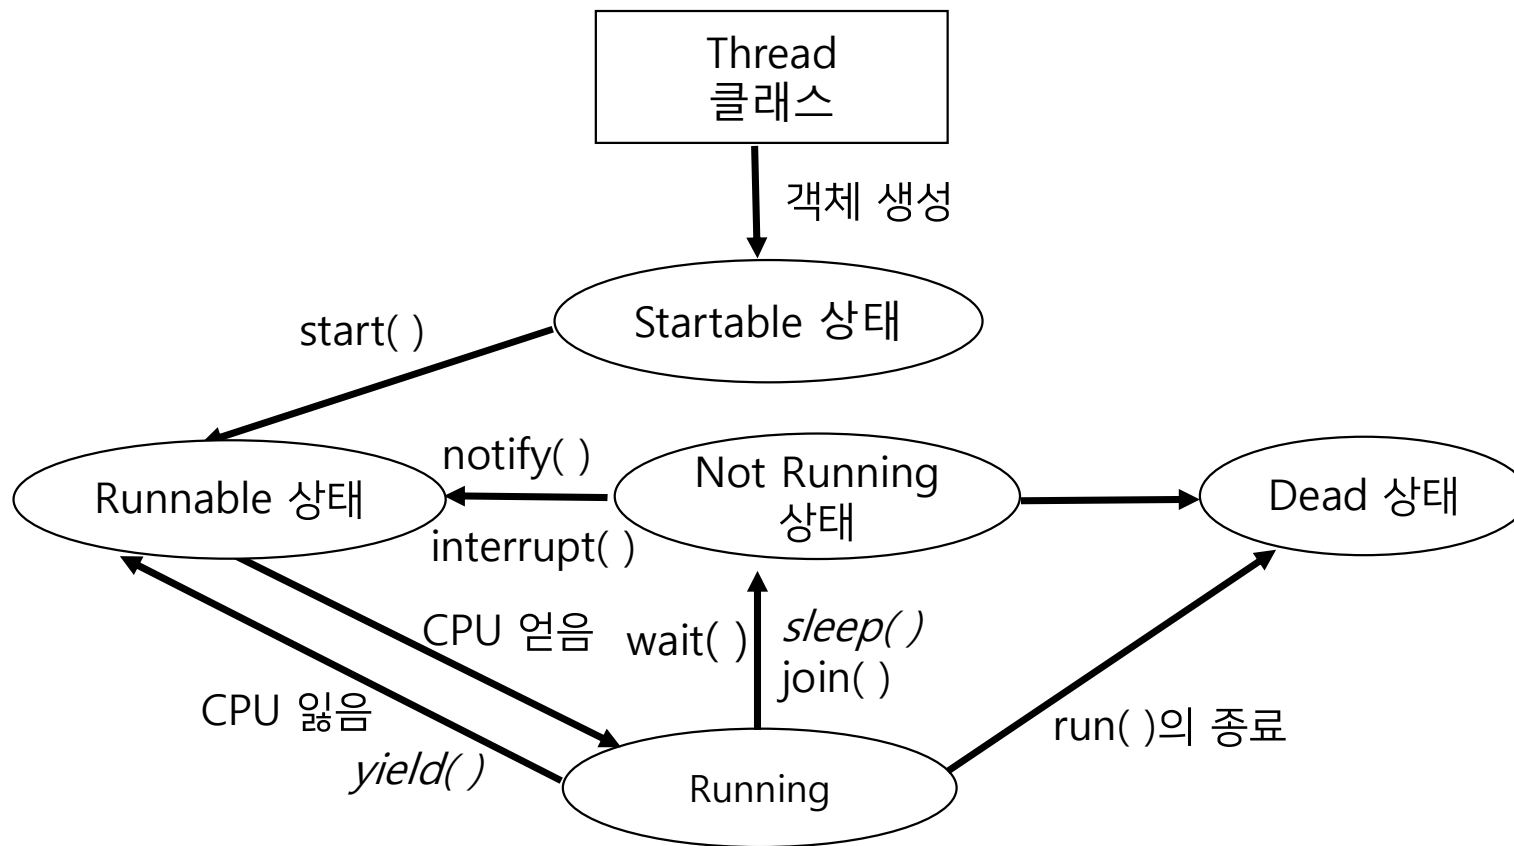 Thread
클래스
객체 생성
Startable 상태
start( )
notify( )
Runnable 상태
interrupt( )
Not Running
상태
Dead 상태
CPU 얻음
wait( )
sleep( )
join( )
CPU 잃음
yield( )
run( )의 종료
Running